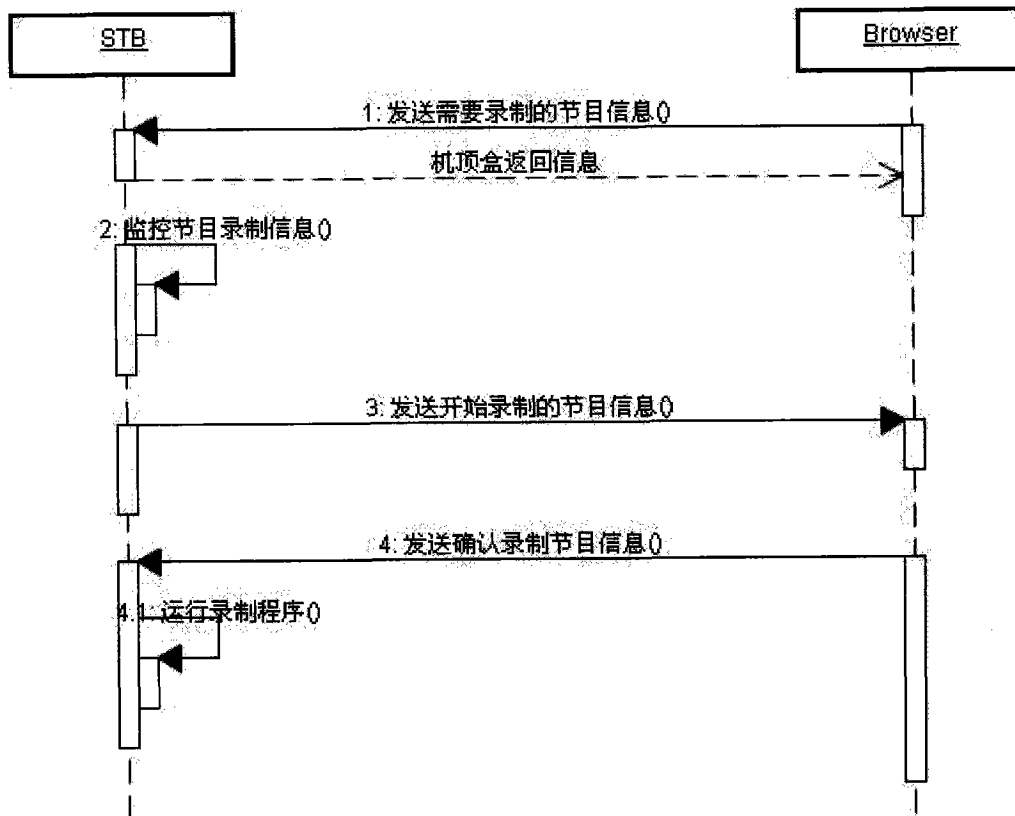 STB
Browser
1: 发送需要录制的节目信息()
机顶盒返回信息
2: 监控节目录制信息()
3: 发送开始录制的节目信息()
4: 发送确认录制节目信息()
4.1: 运行录制程序()